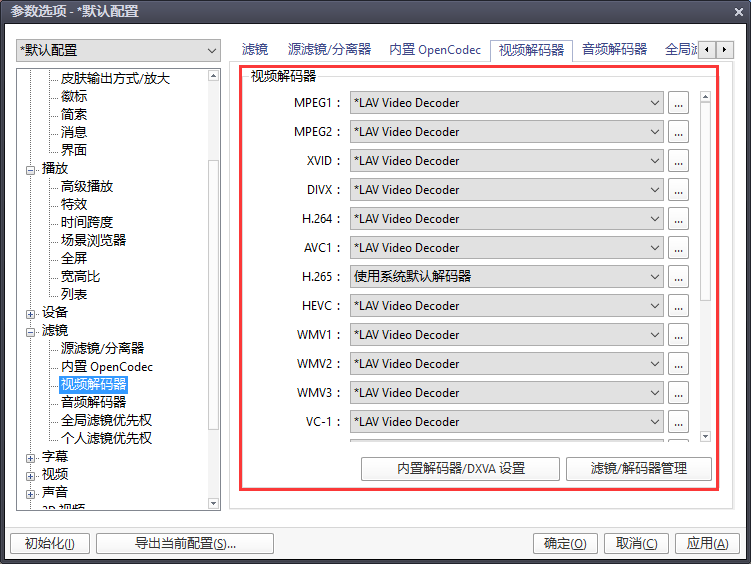 参数选项 - *默认配置
*默认配置
皮肤输出方式/放大
徽标
简索
消息
界面
播放
高级播放
特效
时间跨度
场景浏览器
全屏
宽高比
列表
设备
滤镜
源滤镜/分离器
内置 OpenCodec
视频解码器
音频解码器
全局滤镜优先权
个人滤镜优先权
字幕
视频
声音
3D 视频
滤镜 源滤镜/分离器 内置 OpenCodec 视频解码器 音频解码器 全局滤
视频解码器
MPEG1： *LAV Video Decoder ...
MPEG2： *LAV Video Decoder ...
XVID： *LAV Video Decoder ...
DIVX： *LAV Video Decoder ...
H.264： *LAV Video Decoder ...
AVC1： *LAV Video Decoder ...
H.265： 使用系统默认解码器 ...
HEVC： *LAV Video Decoder ...
WMV1： *LAV Video Decoder ...
WMV2： *LAV Video Decoder ...
WMV3： *LAV Video Decoder ...
VC-1： *LAV Video Decoder ...
内置解码器/DXVA 设置 滤镜/解码器管理
初始化(I) 导出当前配置(S)... 确定(O) 取消(C) 应用(A)